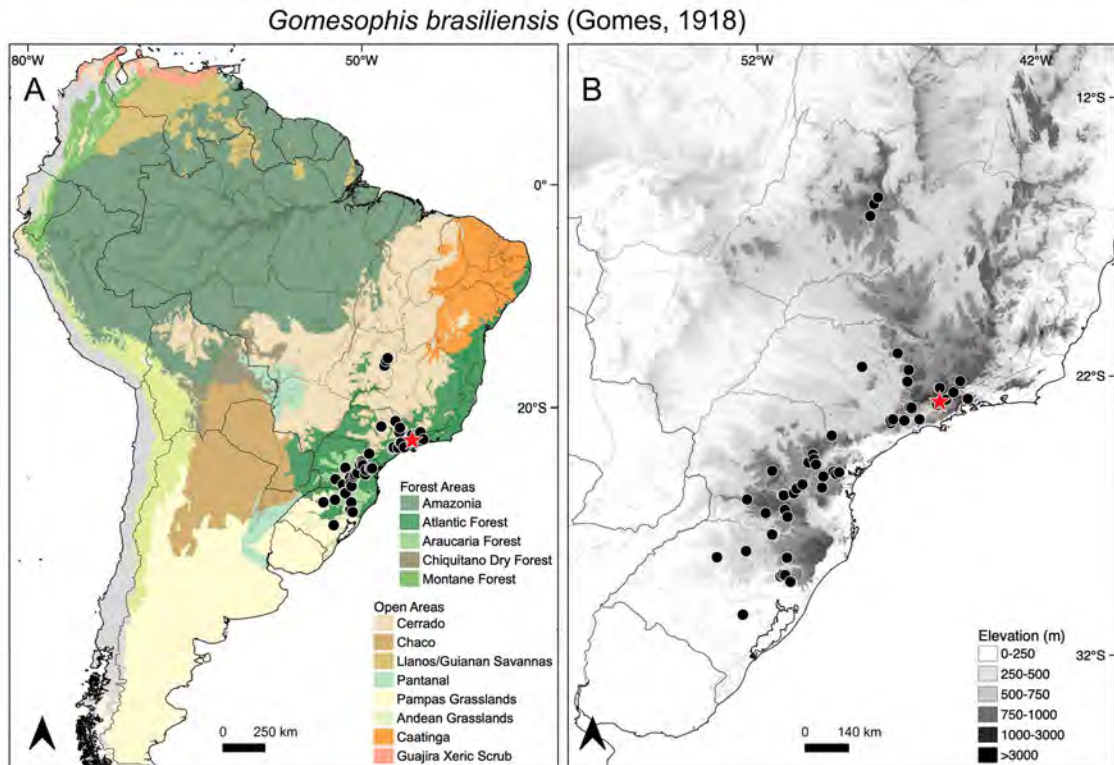 Gomesophis brasiliensis (Gomes, 1918)
A
80°W
50°W
0°
20°S
Forest Areas
Amazonia
Atlantic Forest
Araucaria Forest
Chiquitano Dry Forest
Montane Forest
Open Areas
Cerrado
Chaco
Llanos/Guianan Savannas
Pantanal
Pampas Grasslands
Andean Grasslands
Caatinga
Guajira Xeric Scrub
0 250 km
B
52°W
42°W
12°S
22°S
32°S
Elevation (m)
0-250
250-500
500-750
750-1000
1000-3000
>3000
0 140 km